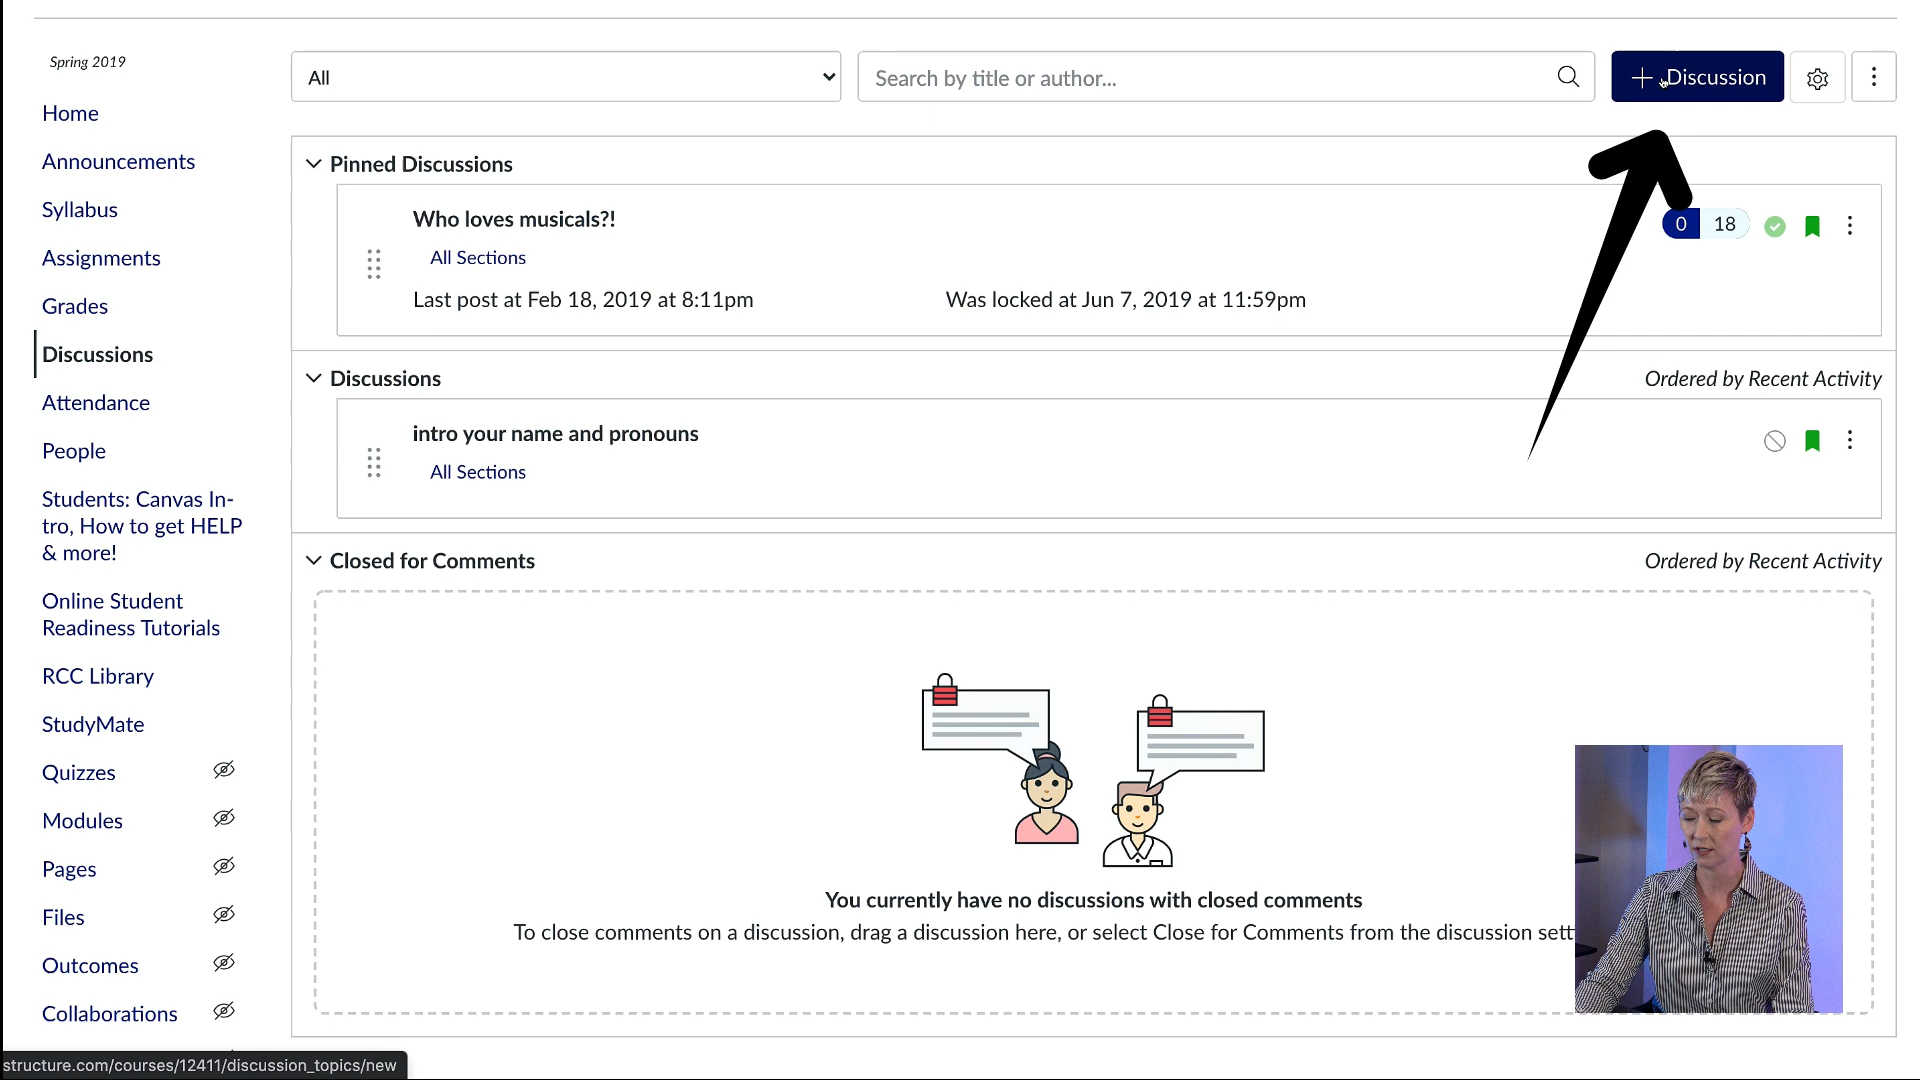 Spring 2019
Home
Announcements
Syllabus
Assignments
Grades
Discussions
Attendance
People
Students: Canvas In-
tro, How to get HELP
& more!
Online Student
Readiness Tutorials
RCC Library
StudyMate
Quizzes
Modules
Pages
Files
Outcomes
Collaborations
All
Search by title or author...
Discussion
Pinned Discussions
Who loves musicals?!
0 18
All Sections
Last post at Feb 18, 2019 at 8:11pm
Was locked at Jun 7, 2019 at 11:59pm
Discussions
Ordered by Recent Activity
intro your name and pronouns
All Sections
Closed for Comments
Ordered by Recent Activity
You currently have no discussions with closed comments
To close comments on a discussion, drag a discussion here, or select Close for Comments from the discussion sett
structure.com/courses/12411/discussion_topics/new